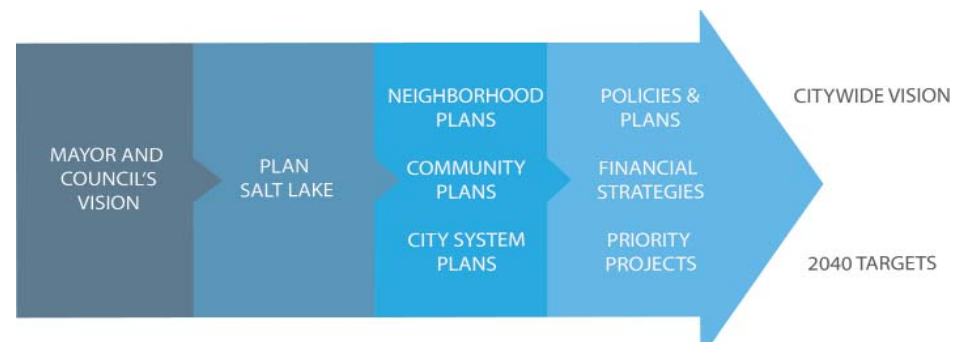 MAYOR AND
COUNCIL'S
VISION
PLAN
SALT LAKE
NEIGHBORHOOD
PLANS
COMMUNITY
PLANS
CITY SYSTEM
PLANS
POLICIES &
PLANS
FINANCIAL
STRATEGIES
PRIORITY
PROJECTS
CITYWIDE VISION
2040 TARGETS